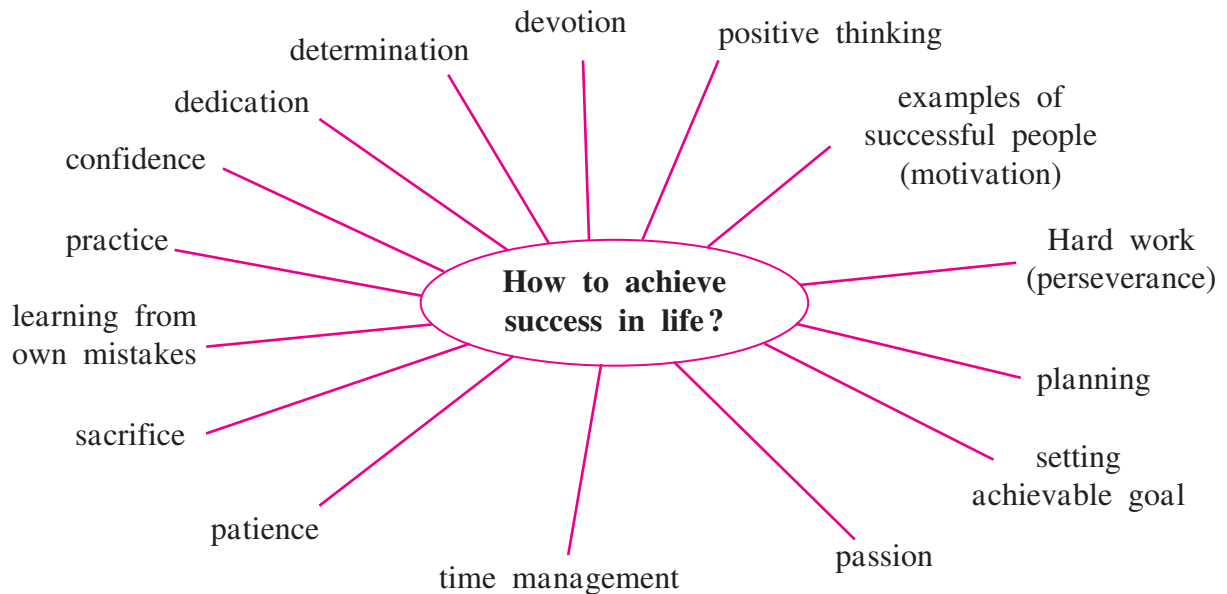 devotion
positive thinking
determination
dedication
examples of
successful people
(motivation)
confidence
practice
Hard work
(perseverance)
How to achieve
success in life?
learning from
own mistakes
planning
sacrifice
setting
achievable goal
patience
passion
time management